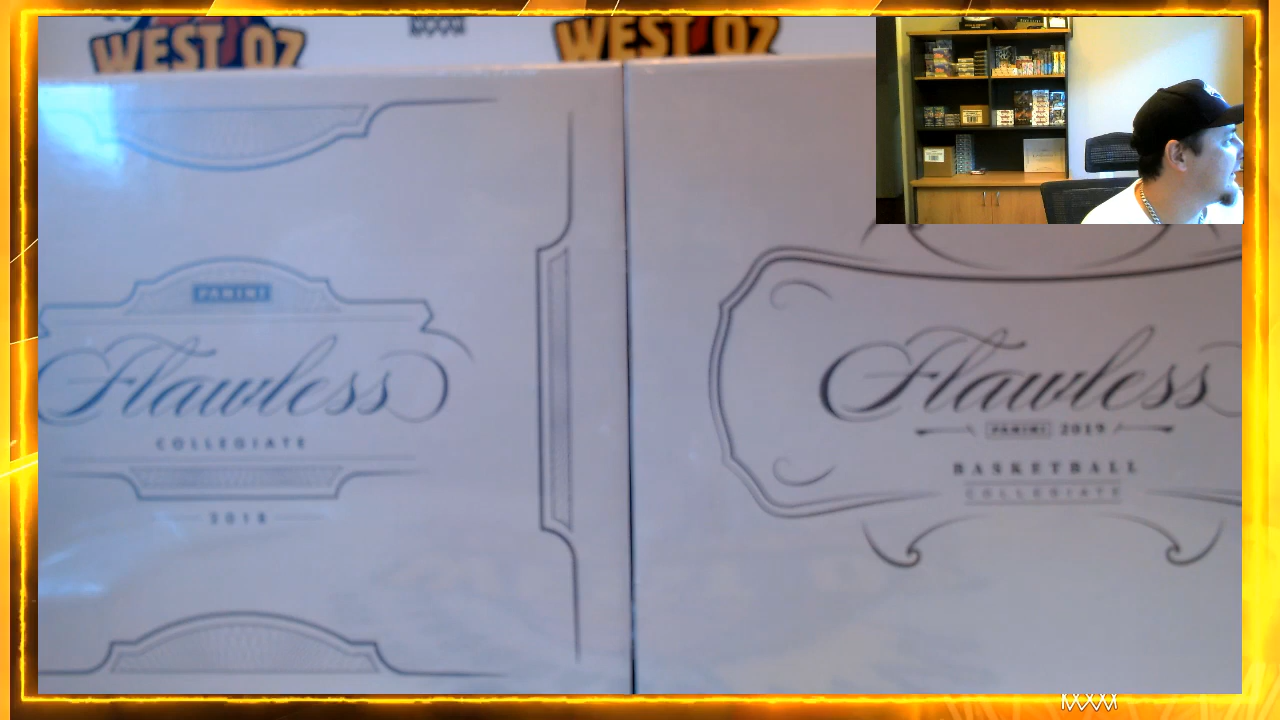 WEST OZ
WEST OZ
PANINI
Flawless
COLLEGIATE
2018
Flawless
PANINI 2019
BASKETBALL
COLLEGIATE